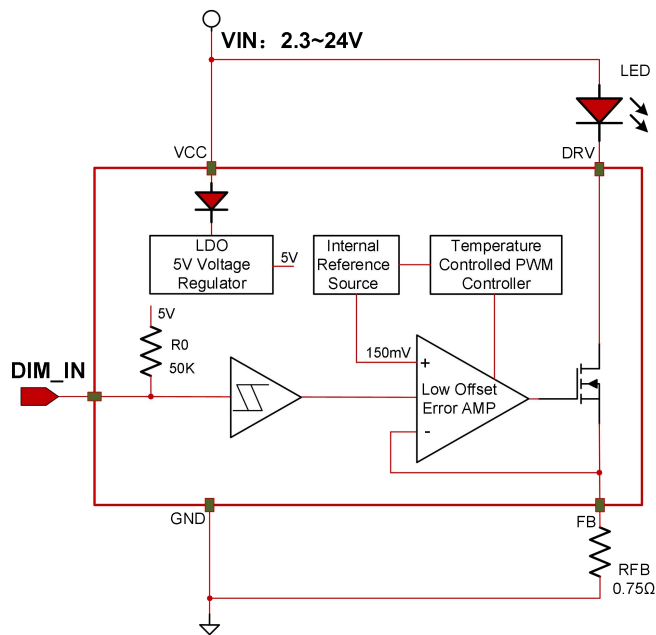 VIN：2.3~24V
LED
VCC
DRV
LDO
5V Voltage
Regulator
5V
Internal
Reference
Source
Temperature
Controlled PWM
Controller
5V
R0
50K
150mV
+
DIM_IN
Low Offset
Error AMP
-
GND
FB
RFB
0.75Ω